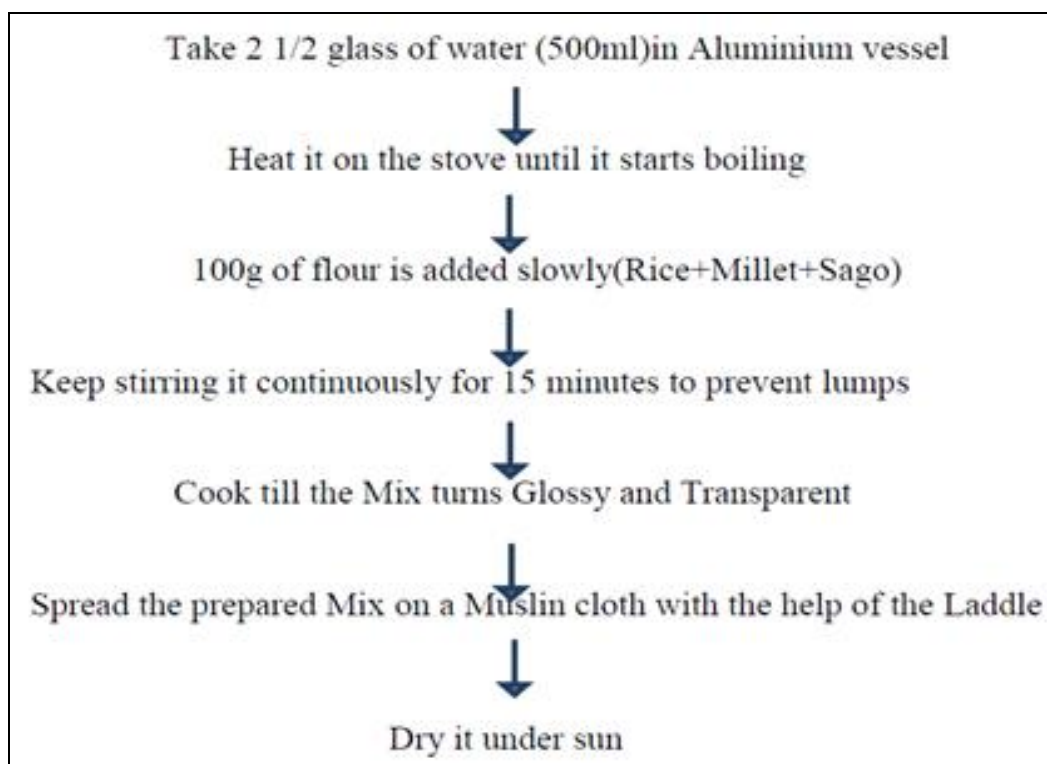 Take 2 1/2 glass of water (500ml)in Aluminium vessel
Heat it on the stove until it starts boiling
100g of flour is added slowly(Rice+Millet+Sago)
Keep stirring it continuously for 15 minutes to prevent lumps
Cook till the Mix turns Glossy and Transparent
Spread the prepared Mix on a Muslin cloth with the help of the Laddle
Dry it under sun